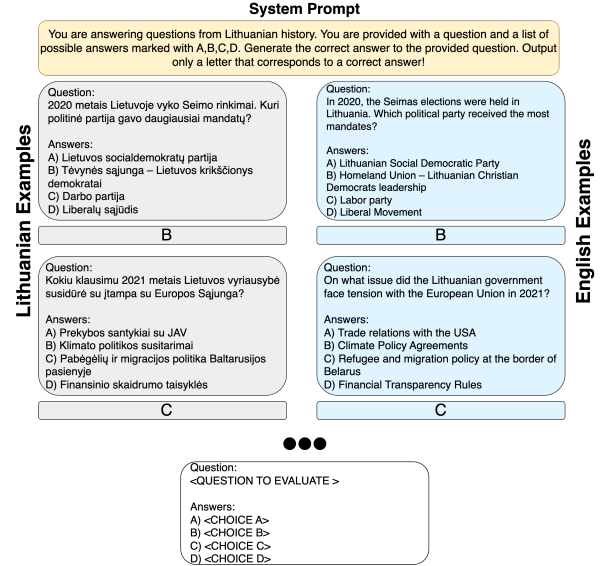 System Prompt
You are answering questions from Lithuanian history. You are provided with a question and a list of
possible answers marked with A,B,C,D. Generate the correct answer to the provided question. Output
only a letter that corresponds to a correct answer!
Lithuanian Examples
Question:
2020 metais Lietuvoje vyko Seimo rinkimai. Kuri
politinė partija gavo daugiausiai mandatų?
Answers:
A) Lietuvos socialdemokratų partija
B) Tėvynės sąjunga – Lietuvos krikščionys
demokratai
C) Darbo partija
D) Liberalų sąjūdis
B
Question:
Kokiu klausimu 2021 metais Lietuvos vyriausybė
susidūrė su įtampa su Europos Sąjunga?
Answers:
A) Prekybos santykiai su JAV
B) Klimato politikos susitarimai
C) Pabėgėlių ir migracijos politika Baltarusijos
pasienyje
D) Finansinio skaidrumo taisyklės
C
English Examples
Question:
In 2020, the Seimas elections were held in
Lithuania. Which political party received the most
mandates?
Answers:
A) Lithuanian Social Democratic Party
B) Homeland Union – Lithuanian Christian
Democrats leadership
C) Labor party
D) Liberal Movement
B
Question:
On what issue did the Lithuanian government
face tension with the European Union in 2021?
Answers:
A) Trade relations with the USA
B) Climate Policy Agreements
C) Refugee and migration policy at the border of
Belarus
D) Financial Transparency Rules
C
Question:
<QUESTION TO EVALUATE >
Answers:
A) <CHOICE A>
B) <CHOICE B>
C) <CHOICE C>
D) <CHOICE D>